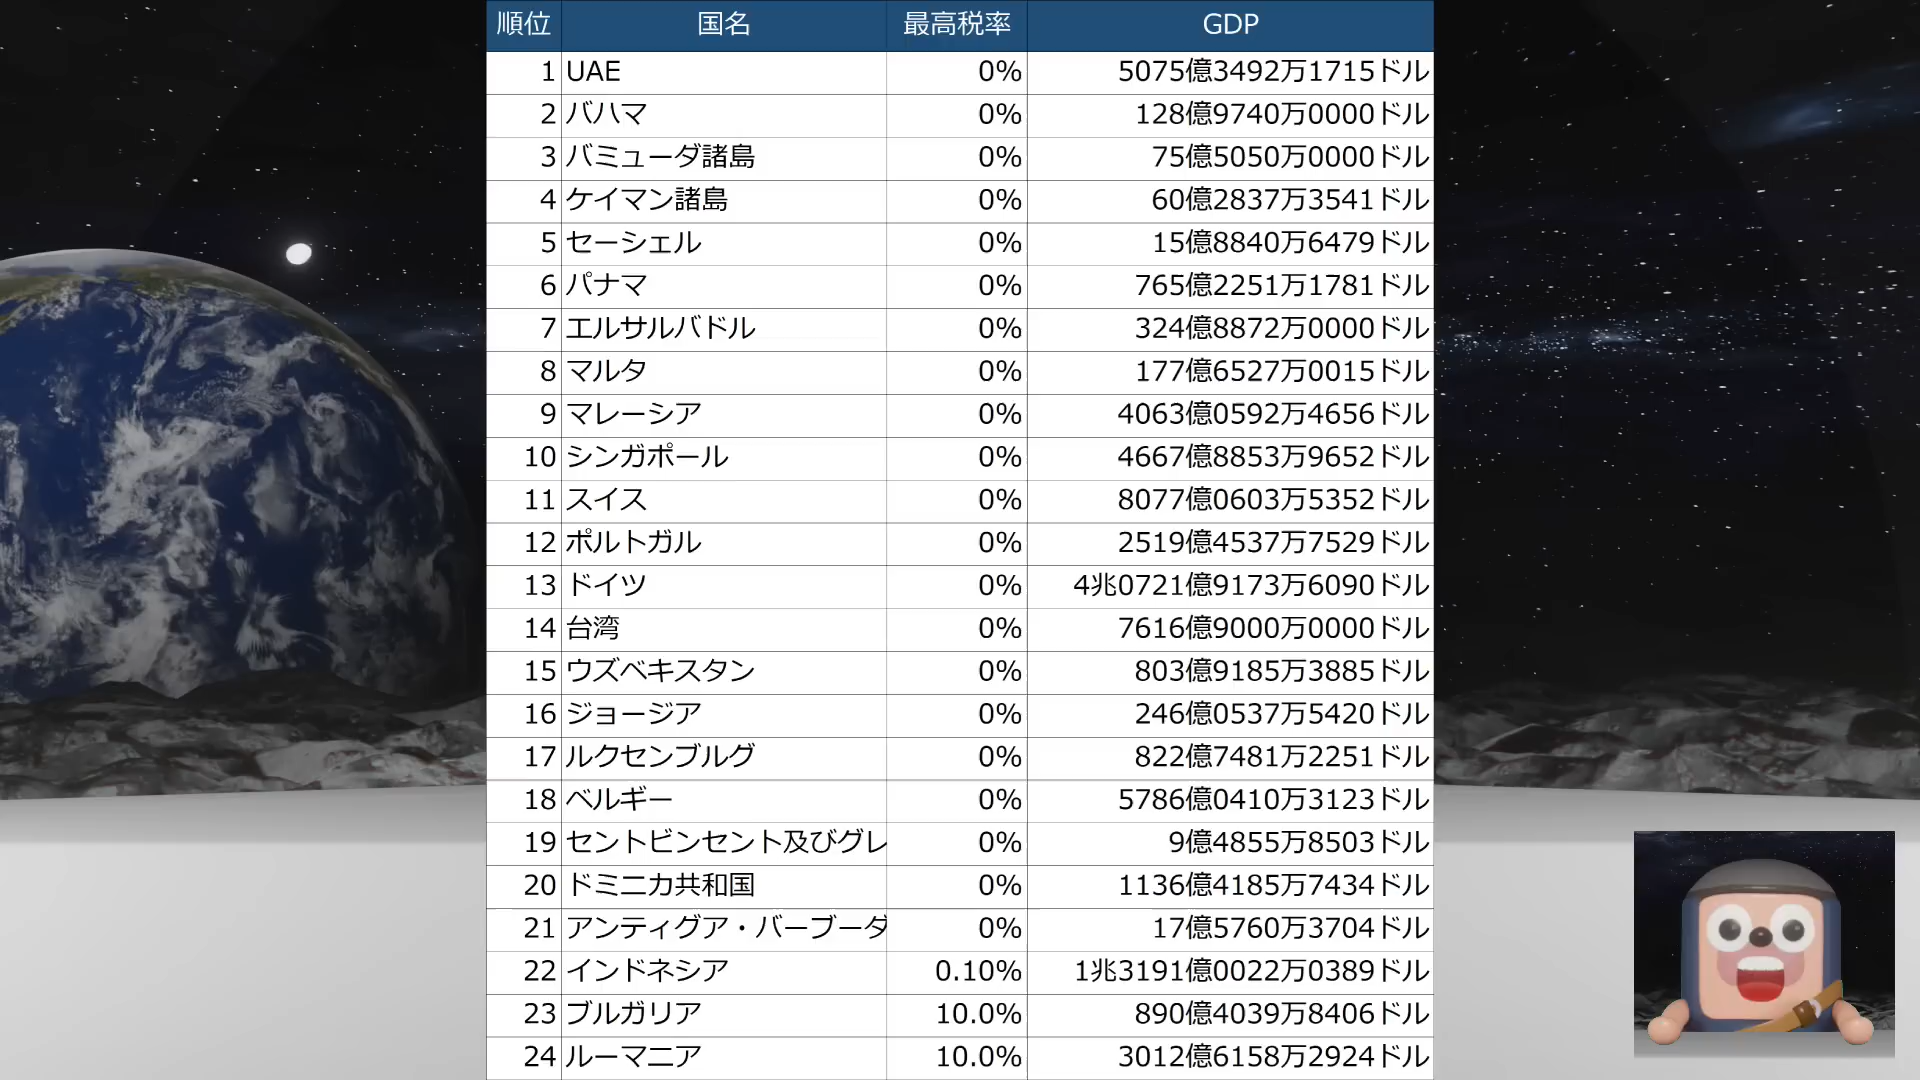 順位 国名 最高税率 GDP
1 UAE 0% 5075億3492万1715ドル
2 バハマ 0% 128億9740万0000ドル
3 バミューダ諸島 0% 75億5050万0000ドル
4 ケイマン諸島 0% 60億2837万3541ドル
5 セーシェル 0% 15億8840万6479ドル
6 パナマ 0% 765億2251万1781ドル
7 エルサルバドル 0% 324億8872万0000ドル
8 マルタ 0% 177億6527万0015ドル
9 マレーシア 0% 4063億0592万4656ドル
10 シンガポール 0% 4667億8853万9652ドル
11 スイス 0% 8077億0603万5352ドル
12 ポルトガル 0% 2519億4537万7529ドル
13 ドイツ 0% 4兆0721億9173万6090ドル
14 台湾 0% 7616億9000万0000ドル
15 ウズベキスタン 0% 803億9185万3885ドル
16 ジョージア 0% 246億0537万5420ドル
17 ルクセンブルグ 0% 822億7481万2251ドル
18 ベルギー 0% 5786億0410万3123ドル
19 セントビンセント及びグレ 0% 9億4855万8503ドル
20 ドミニカ共和国 0% 1136億4185万7434ドル
21 アンティグア・バーブーダ 0% 17億5760万3704ドル
22 インドネシア 0.10% 1兆3191億0022万0389ドル
23 ブルガリア 10.0% 890億4039万8406ドル
24 ルーマニア 10.0% 3012億6158万2924ドル